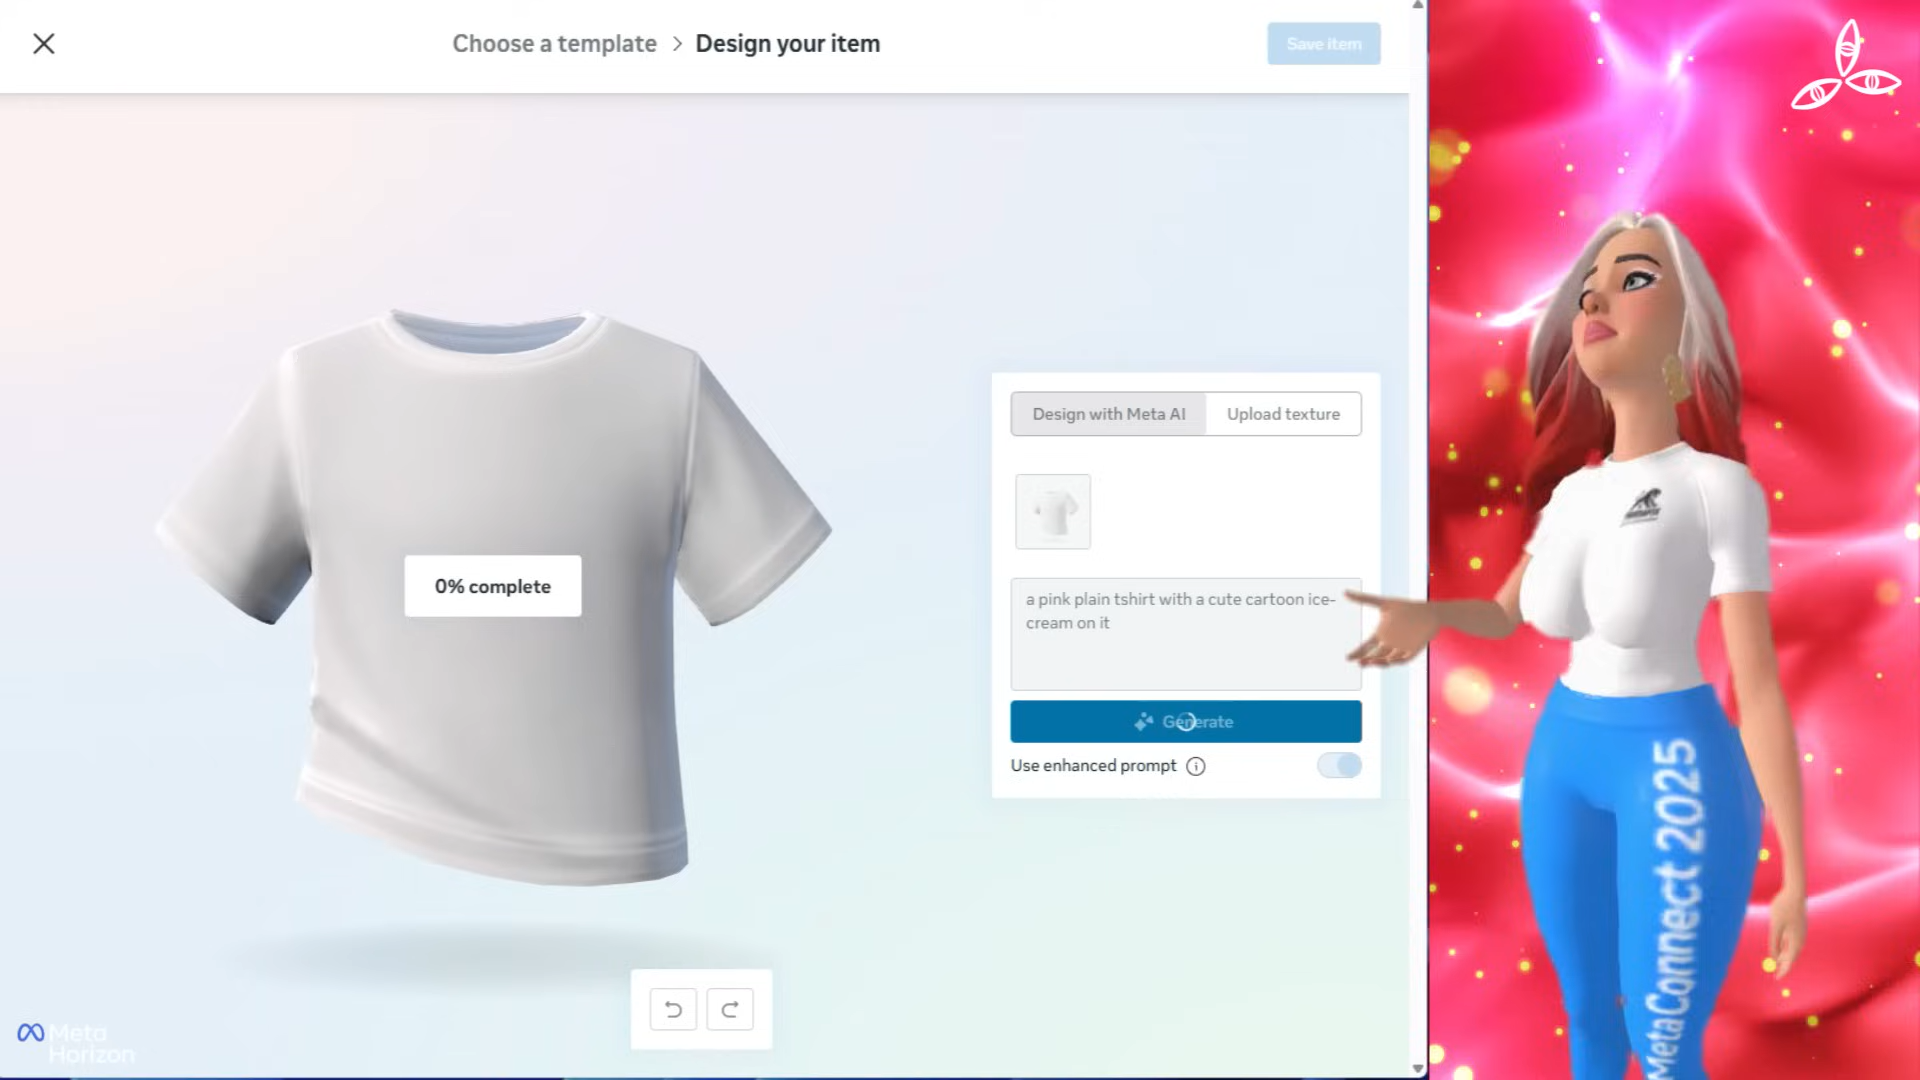 Choose a template > Design your item
Save item
Design with Meta AI
Upload texture
0% complete
a pink plain tshirt with a cute cartoon ice-
cream on it
Generate
Use enhanced prompt
Meta
Horizon
MetaConnect 2025